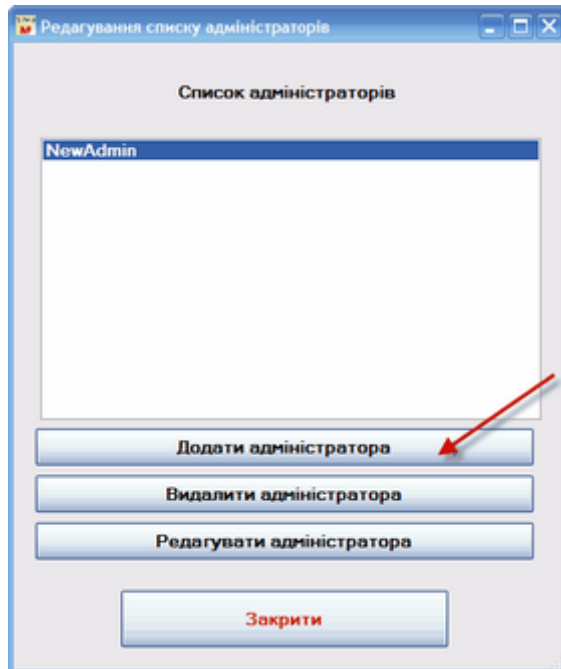 Редагування списку адміністраторів
Список адміністраторів
NewAdmin
Додати адміністратора
Видалити адміністратора
Редагувати адміністратора
Закрити